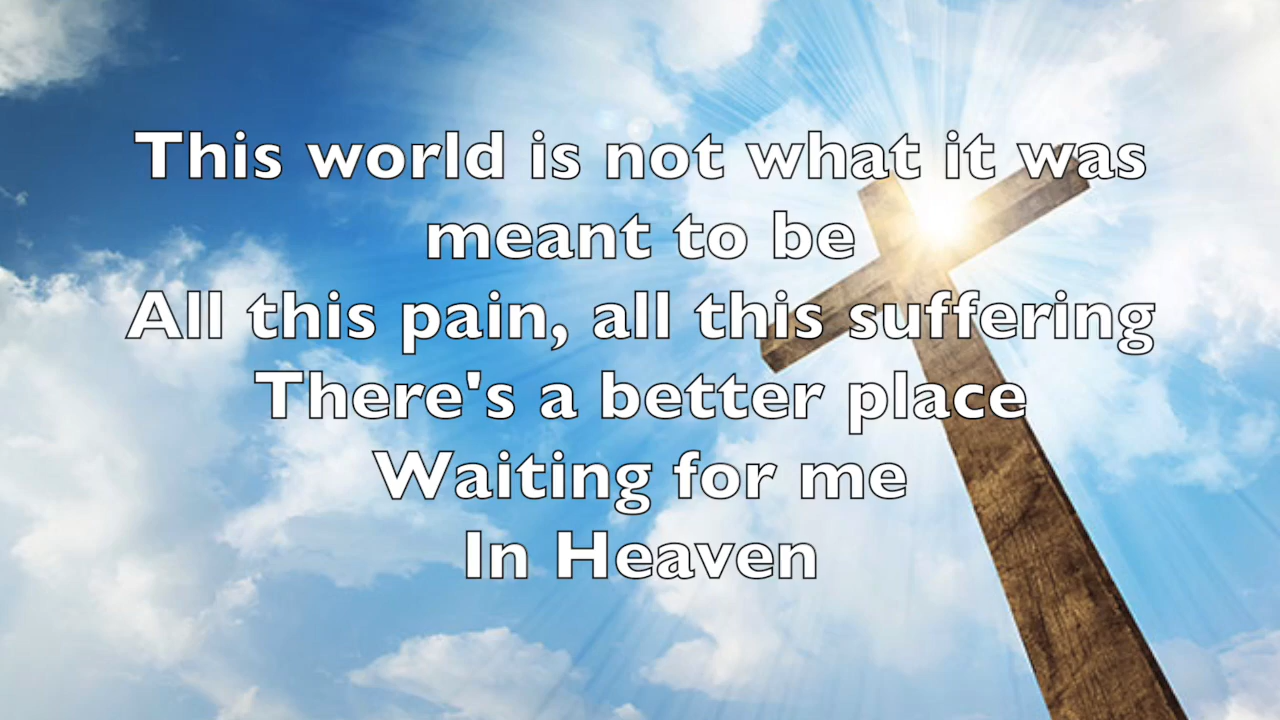 This world is not what it was
meant to be
All this pain, all this suffering
There's a better place
Waiting for me
In Heaven